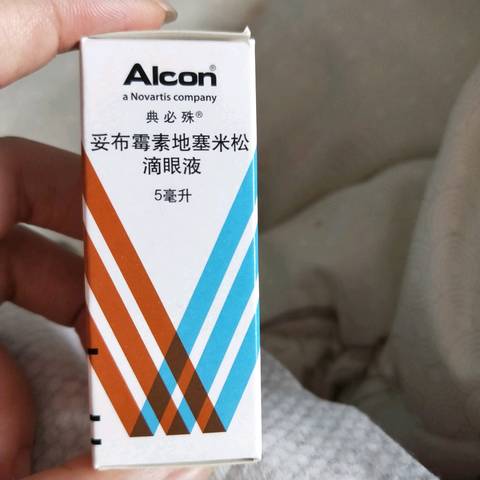 Alcon®
a Novartis company
典必殊®
妥布霉素地塞米松
滴眼液
5毫升